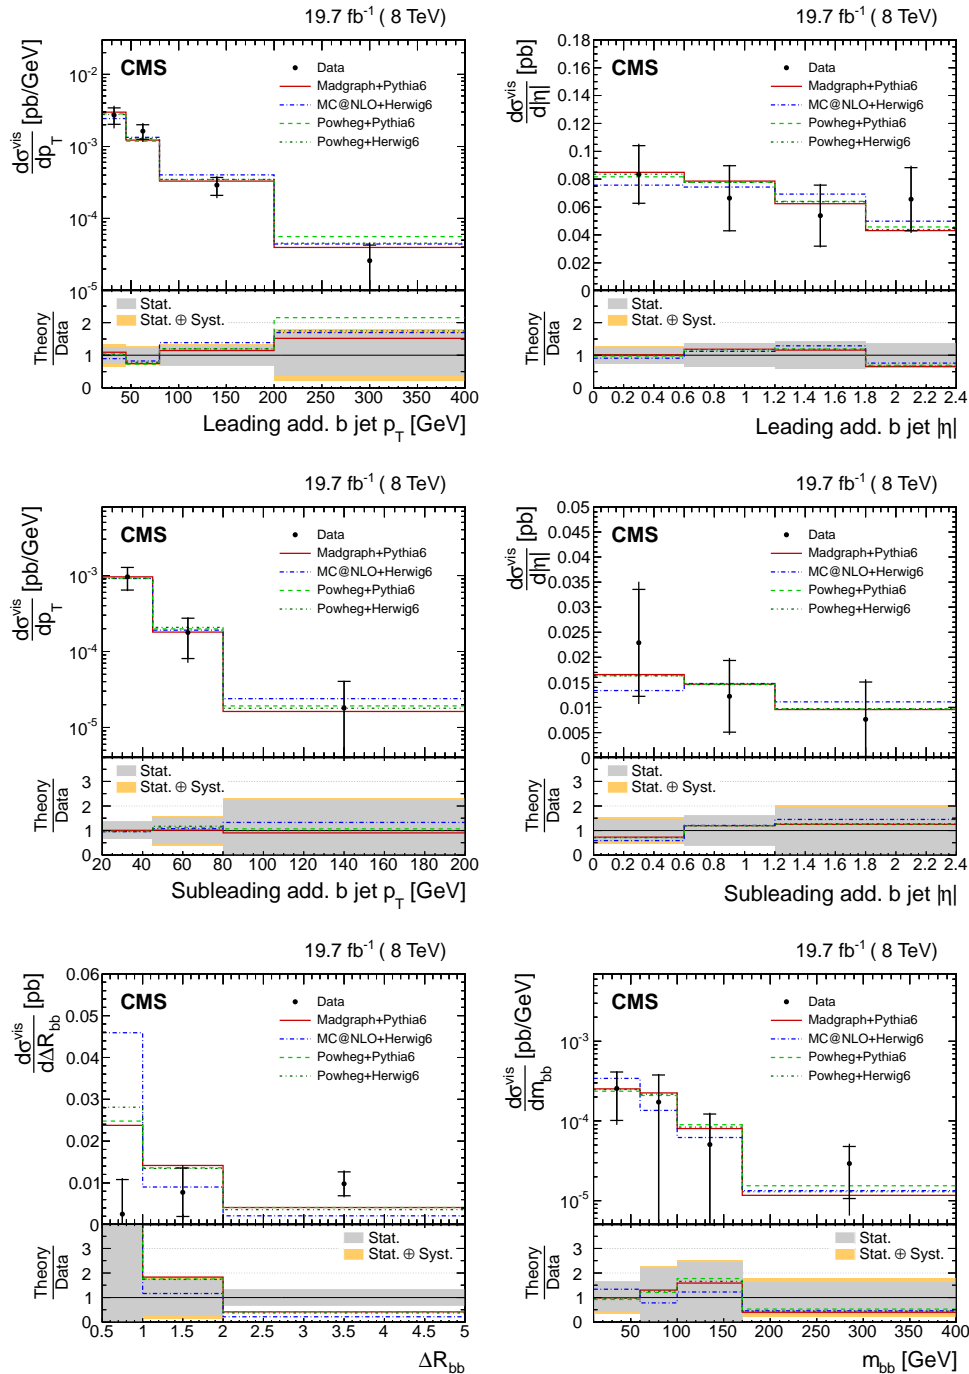 19.7 fb-1 ( 8 TeV)
dσvis
dpT [pb/GeV]
CMS
Data
Madgraph+Pythia6
MC@NLO+Herwig6
Powheg+Pythia6
Powheg+Herwig6
10-2
10-3
10-4
10-5
Theory
Data
Stat.
Stat. ⊕ Syst.
2
1
0
50 100 150 200 250 300 350 400
Leading add. b jet pT [GeV]
19.7 fb-1 ( 8 TeV)
dσvis
d|η| [pb]
CMS
Data
Madgraph+Pythia6
MC@NLO+Herwig6
Powheg+Pythia6
Powheg+Herwig6
0.18
0.16
0.14
0.12
0.1
0.08
0.06
0.04
0.02
0
Theory
Data
Stat.
Stat. ⊕ Syst.
2
1
0
0 0.2 0.4 0.6 0.8 1 1.2 1.4 1.6 1.8 2 2.2 2.4
Leading add. b jet |η|
19.7 fb-1 ( 8 TeV)
dσvis
dpT [pb/GeV]
CMS
Data
Madgraph+Pythia6
MC@NLO+Herwig6
Powheg+Pythia6
Powheg+Herwig6
10-3
10-4
10-5
Theory
Data
Stat.
Stat. ⊕ Syst.
3
2
1
0
20 40 60 80 100 120 140 160 180 200
Subleading add. b jet pT [GeV]
19.7 fb-1 ( 8 TeV)
dσvis
d|η| [pb]
CMS
Data
Madgraph+Pythia6
MC@NLO+Herwig6
Powheg+Pythia6
Powheg+Herwig6
0.05
0.045
0.04
0.035
0.03
0.025
0.02
0.015
0.01
0.005
0
Theory
Data
Stat.
Stat. ⊕ Syst.
3
2
1
0
0 0.2 0.4 0.6 0.8 1 1.2 1.4 1.6 1.8 2 2.2 2.4
Subleading add. b jet |η|
19.7 fb-1 ( 8 TeV)
dσvis
dΔRbb [pb]
CMS
Data
Madgraph+Pythia6
MC@NLO+Herwig6
Powheg+Pythia6
Powheg+Herwig6
0.06
0.05
0.04
0.03
0.02
0.01
0
Theory
Data
Stat.
Stat. ⊕ Syst.
3
2
1
0
0.5 1 1.5 2 2.5 3 3.5 4 4.5 5
ΔRbb
19.7 fb-1 ( 8 TeV)
dσvis
dmbb [pb/GeV]
CMS
Data
Madgraph+Pythia6
MC@NLO+Herwig6
Powheg+Pythia6
Powheg+Herwig6
10-3
10-4
10-5
Theory
Data
Stat.
Stat. ⊕ Syst.
3
2
1
0
50 100 150 200 250 300 350 400
mbb [GeV]